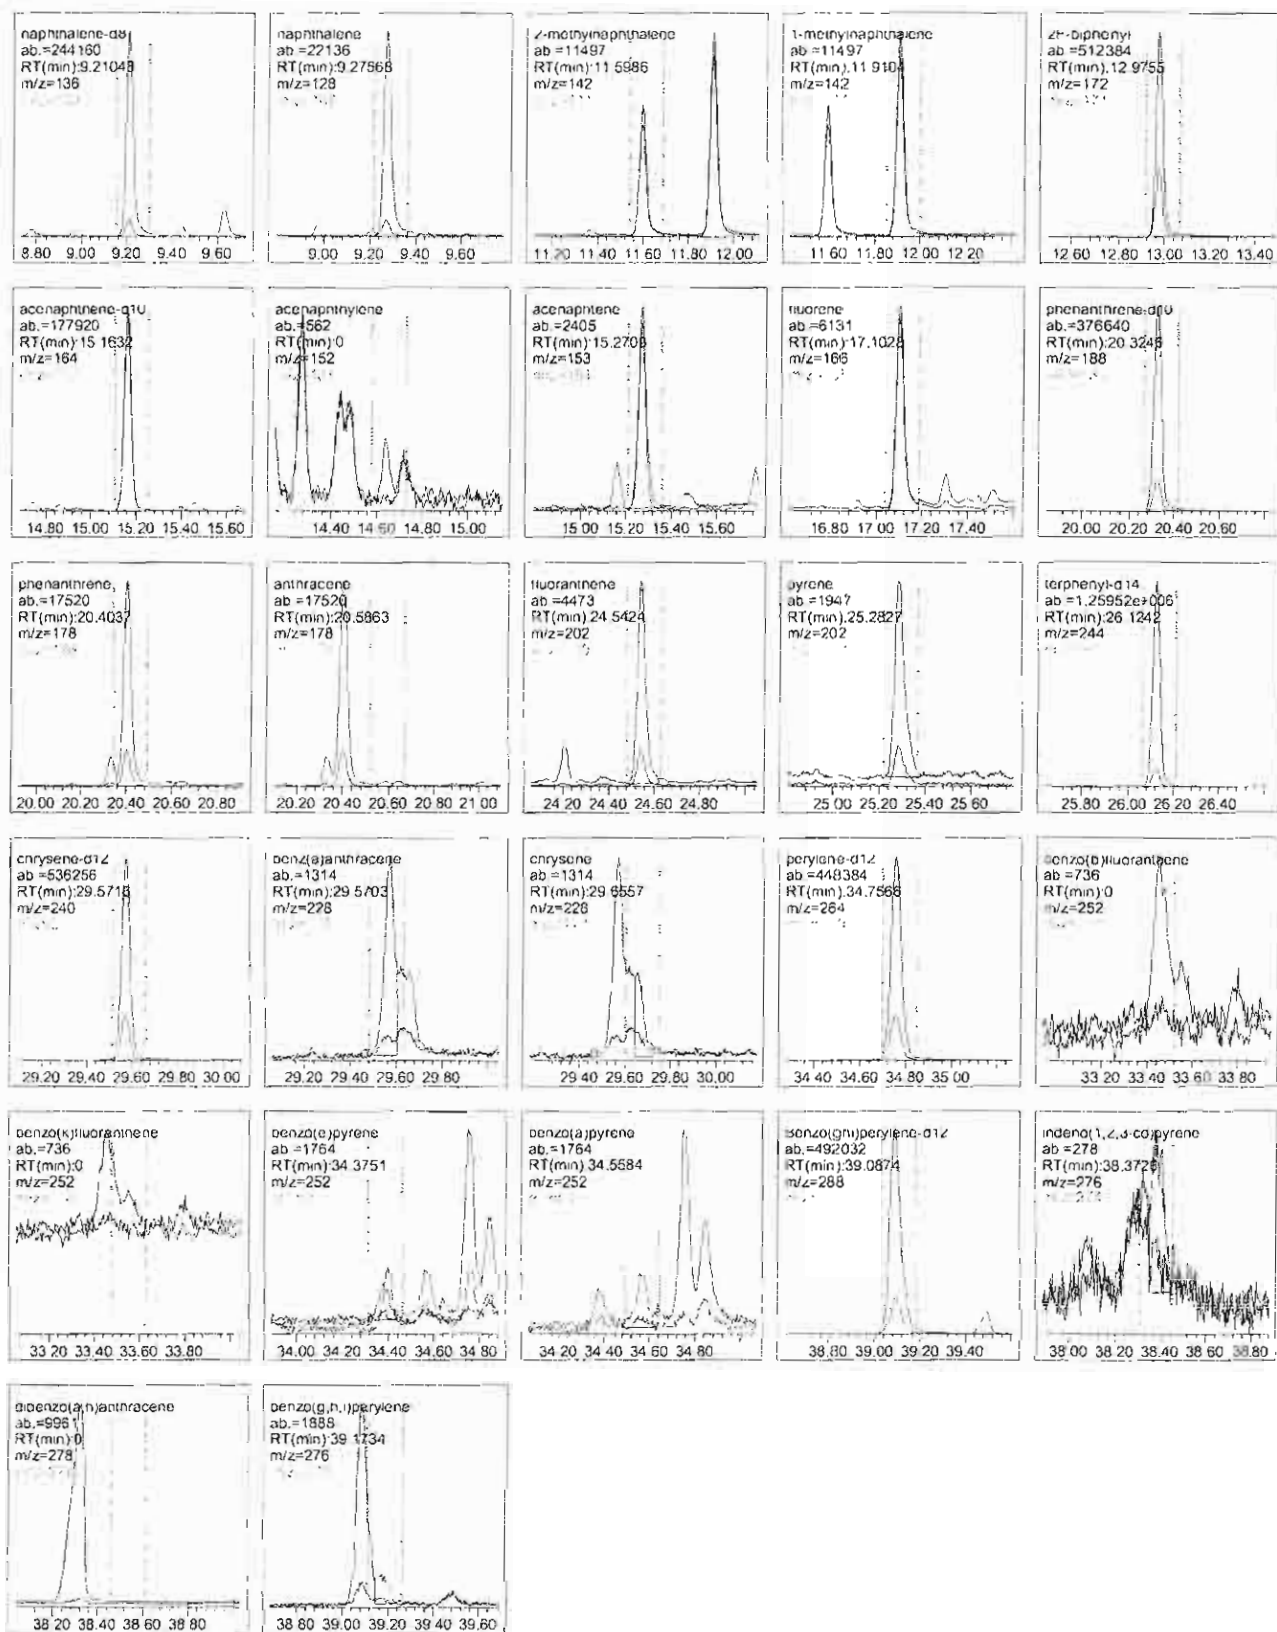 naphthalene-d8
ab.=244160
RT(min):9.21048
m/z=136
8.80 9.00 9.20 9.40 9.60
naphthalene
ab.=22136
RT(min):9.27568
m/z=128
9.00 9.20 9.40 9.60
2-methylnaphthalene
ab =11497
RT(min)=11 5986
m/z=142
11 20 11.40 11 60 11.80 12 00
1-methylnaphthalene
ab.=11497
RT(min).11 9104
m/z=142
11 60 11.80 12 00 12 20
2F-Biphenyl
ab =512384
RT(min).12 9755
m/z=172
12 60 12.80 13.00 13.20 13.40
acenaphthene-d10
ab.=177920
RT(min)·15 1632
m/z=164
14.80 15.00 15 20 15.40 15.60
acenapthylene
ab.=562
RT(min)·0
m/z=152
14.40 14 60 14.80 15.00
acenaphtene
ab.=2405
RT(min)·15.2708
m/z=153
15 00 15.20 15.40 15.60
fluorene
ab =6131
RT(min)·17.1028
m/z=166
16.80 17 00 17 20 17.40
phenanthrene-d10
ab.=376640
RT(min):20.3246
m/z=188
20.00 20.20 20.40 20.60
phenanthrene,
ab.=17520
RT(min):20.4037
m/z=178
20.00 20.20 20.40 20.60 20.80
anthracene
ab =17520
RT(min):20.5863
m/z=178
20.20 20.40 20.60 20 80 21 00
fluoranthene
ab =4473
RT(min) 24 5424
m/z=202
24 20 24 40 24.60 24.80
pyrene
ab =1947
RT(min):25.2827
m/z=202
25 00 25.20 25.40 25 60
terphenyl-d14
ab =1.25952e+006
RT(min):26 1242
m/z=244
25.80 26 00 26 20 26.40
chrysene-d12
ab =536256
RT(min):29.5718
m/z=240
29.20 29.40 29.60 29.80 30 00
benz(a)anthracene
ab =1314
RT(min):29 5703
m/z=228
29.20 29 40 29.60 29.80
chrysene
ab =1314
RT(min):29 6557
m/z=228
29 40 29.60 29.80 30.00
perylene-d12
ab =448384
RT(min).34.7566
m/z=264
34 40 34.60 34 80 35 00
benzo(b)fluoranthene
ab =736
RT(min)·0
m/z=252
33 20 33 40 33 60 33 80
benzo(k)fluoranthene
ab.=736
RT(min):0
m/z=252
33 20 33.40 33.60 33.80
benzo(e)pyrene
ab =1764
RT(min):34.3751
m/z=252
34.00 34 20 34.40 34 60 34 80
benzo(a)pyrene
ab.=1764
RT(min) 34.5584
m/z=252
34 20 34 40 34 60 34 80
Benzo(ghi)perylene-d12
ab.=492032
RT(min):39.0874
m/z=288
38.80 39.00 39.20 39.40
indeno(1,2,3-cd)pyrene
ab =278
RT(min):38.3728
m/z=276
38 00 38 20 38 40 38 60 38.80
dibenzo(a,h)anthracene
ab.=9961
RT(min)·0
m/z=278
38 20 38.40 38 60 38 80
benzo(g,h,i)perylene
ab.=1888
RT(min)·39 1734
m/z=276
38 80 39.00 39.20 39 40 39.60